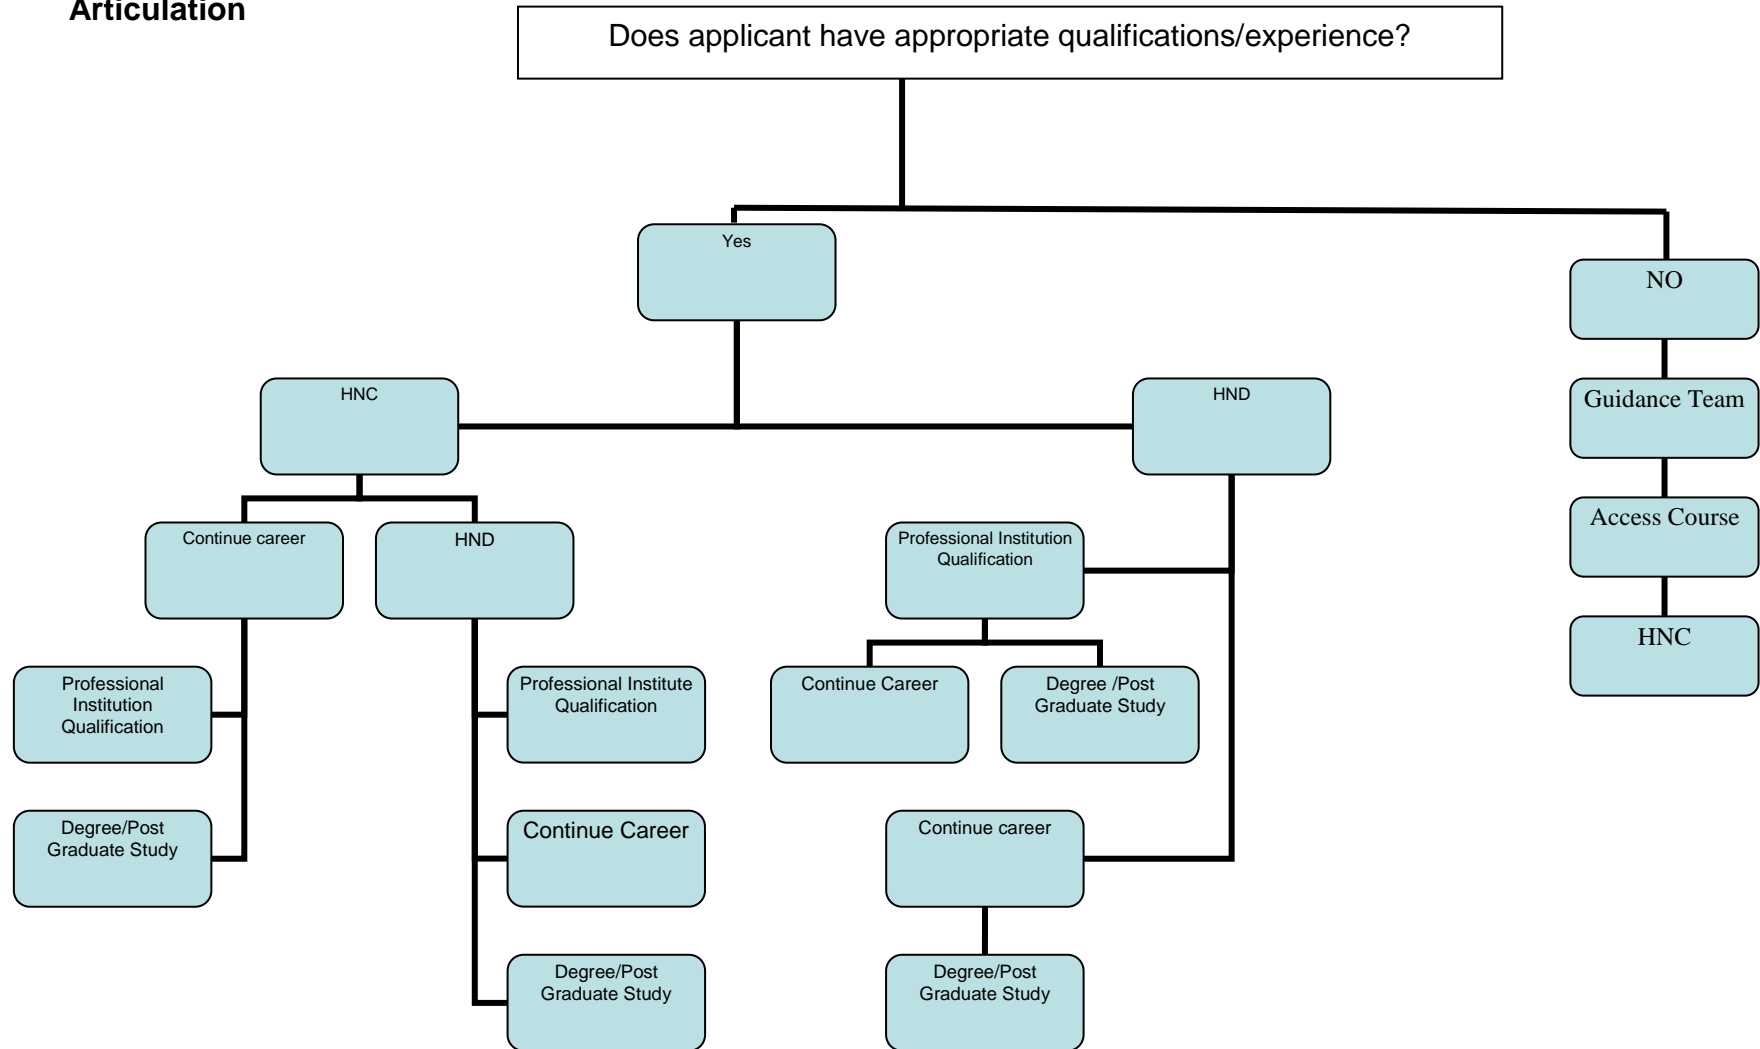 Articulation
Does applicant have appropriate qualifications/experience?
Yes
NO
HNC
HND
Guidance Team
Access Course
HNC
Continue career
HND
Professional Institution
Qualification
Professional
Institution
Qualification
Professional Institute
Qualification
Continue Career
Degree /Post
Graduate Study
Degree/Post
Graduate Study
Continue Career
Continue career
Degree/Post
Graduate Study
Degree/Post
Graduate Study